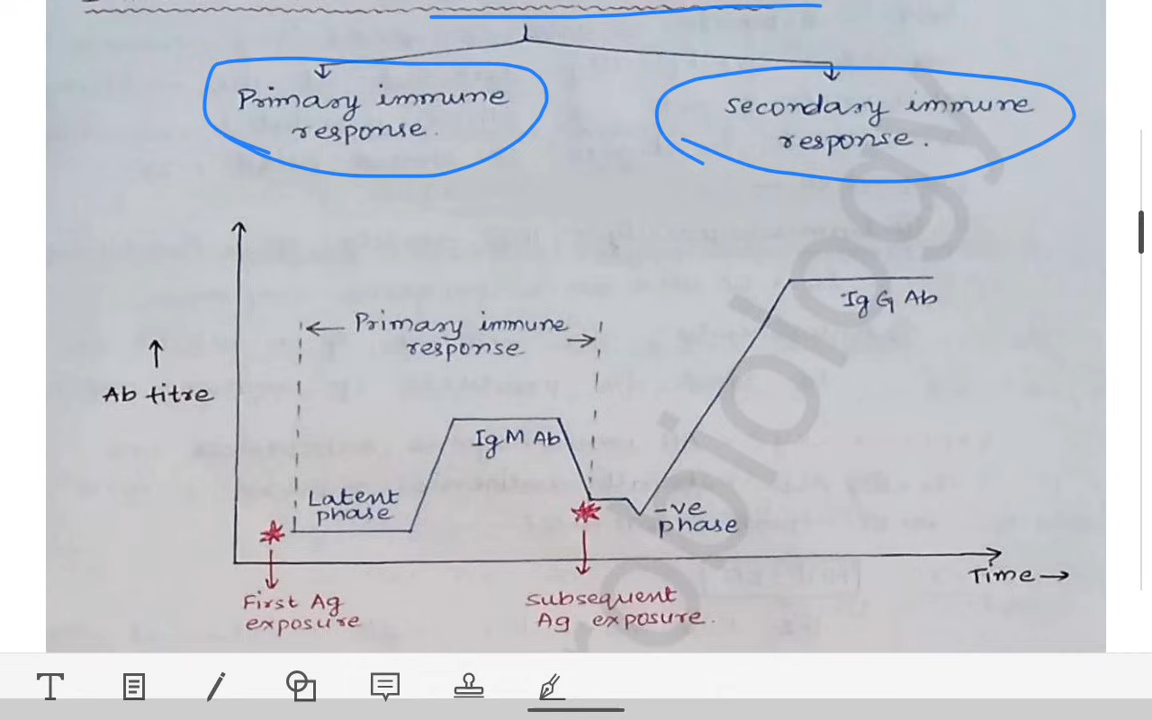 Primary immune
response.
Secondary immune
response.
← Primary immune →
response
IgG Ab
↑
Ab titre
IgM Ab
Latent
phase
-ve
phase
Time →
First Ag
exposure
Subsequent
Ag exposure.
obiology
T